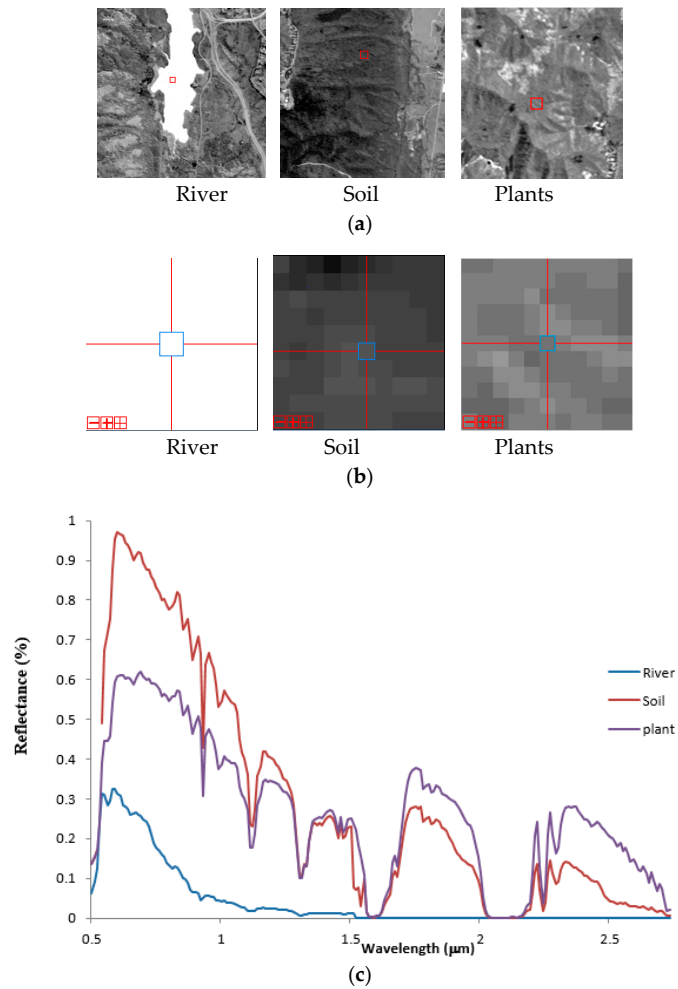 River Soil Plants
(a)
River Soil Plants
(b)
1
0.9
0.8
0.7
0.6
0.5
0.4
0.3
0.2
0.1
0
Reflectance (%)
River
Soil
plant
0.5 1 1.5 2 2.5
Wavelength (µm)
(c)